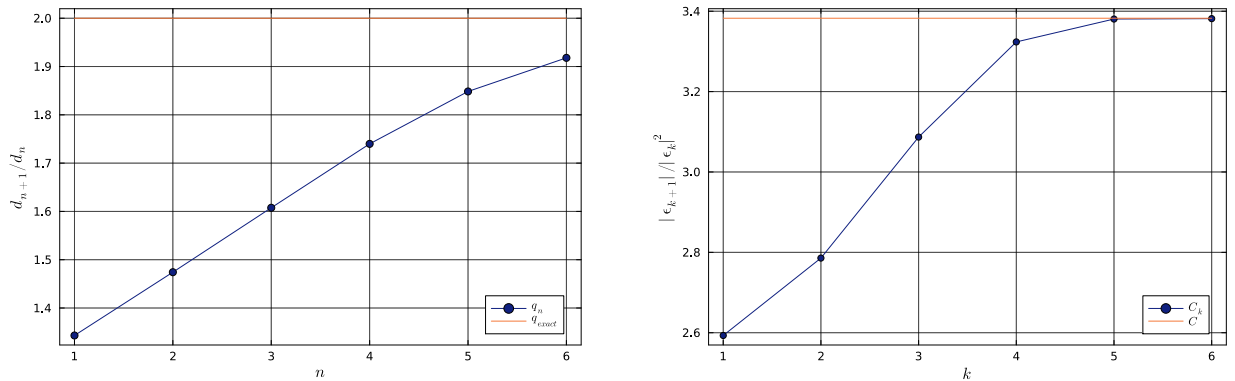 2.0
1.9
1.8
1.7
1.6
1.5
1.4
d_{n+1}/d_n
1 2 3 4 5 6
n
q_n
q_{exact}
3.4
3.2
3.0
2.8
2.6
|ϵ_{k+1}|/|ϵ_k|^2
1 2 3 4 5 6
k
C_k
C